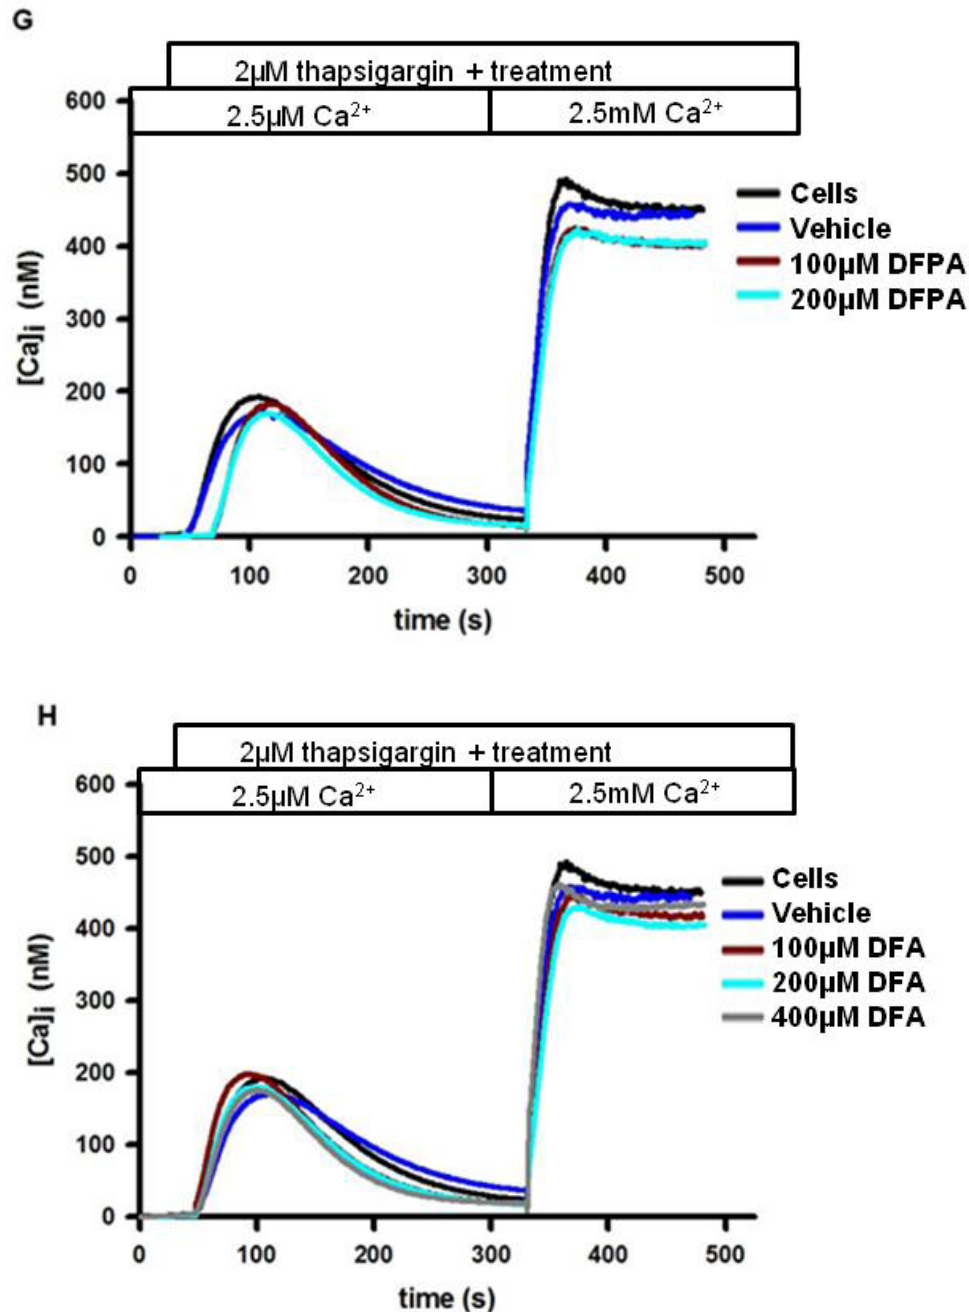 G
2µM thapsigargin + treatment
2.5µM Ca²⁺ 2.5mM Ca²⁺
600
500
400
300
200
100
0
[Ca]i (nM)
Cells
Vehicle
100µM DFPA
200µM DFPA
0 100 200 300 400 500
time (s)
H
2µM thapsigargin + treatment
2.5µM Ca²⁺ 2.5mM Ca²⁺
600
500
400
300
200
100
0
[Ca]i (nM)
Cells
Vehicle
100µM DFA
200µM DFA
400µM DFA
0 100 200 300 400 500
time (s)